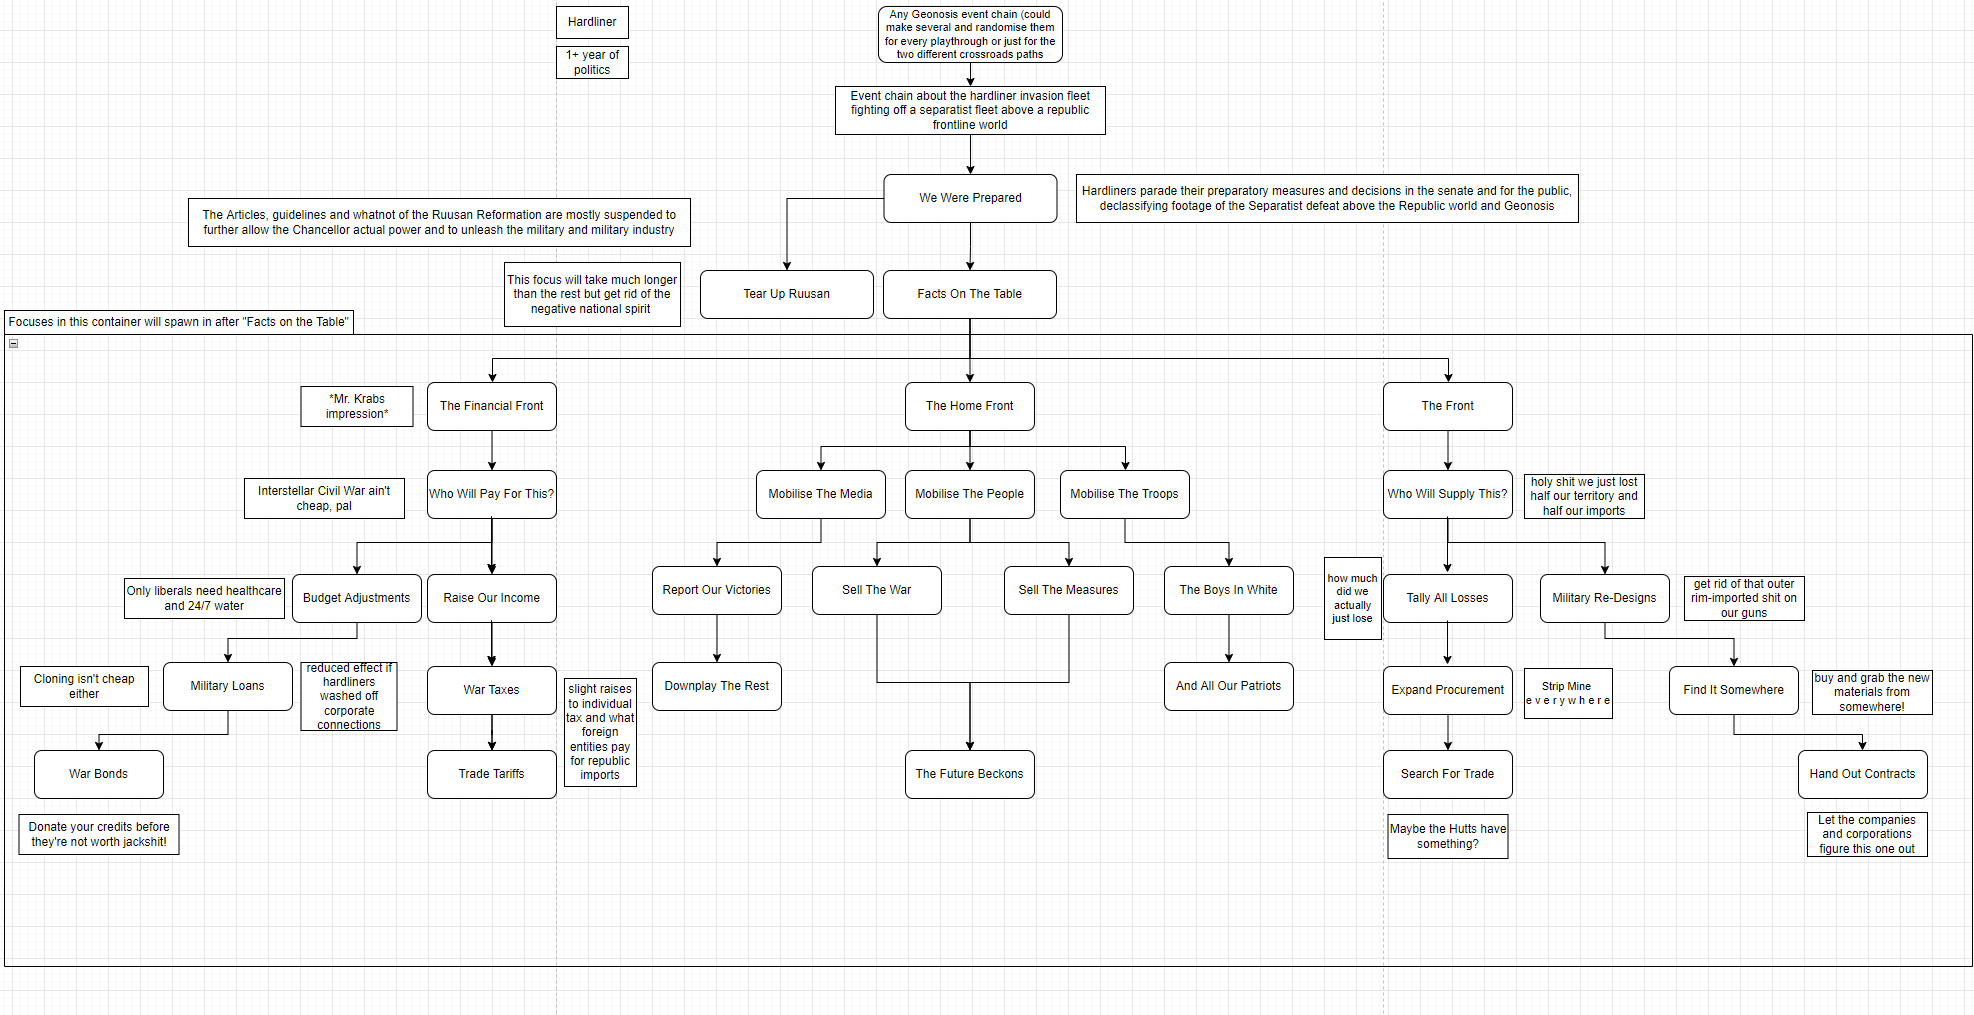 Hardliner
1+ year of
politics
Any Geonosis event chain (could
make several and randomise them
for every playthrough or just for the
two different crossroads paths
Event chain about the hardliner invasion fleet
fighting off a separatist fleet above a republic
frontline world
We Were Prepared
Hardliners parade their preparatory measures and decisions in the senate and for the public,
declassifying footage of the Separatist defeat above the Republic world and Geonosis
The Articles, guidelines and whatnot of the Ruusan Reformation are mostly suspended to
further allow the Chancellor actual power and to unleash the military and military industry
This focus will take much longer
than the rest but get rid of the
negative national spirit
Tear Up Ruusan
Facts On The Table
Focuses in this container will spawn in after "Facts on the Table"
*Mr. Krabs
impression*
The Financial Front
The Home Front
The Front
Interstellar Civil War ain't
cheap, pal
Who Will Pay For This?
Mobilise The Media
Mobilise The People
Mobilise The Troops
Who Will Supply This?
holy shit we just lost
half our territory and
half our imports
Only liberals need healthcare
and 24/7 water
Budget Adjustments
Raise Our Income
Report Our Victories
Sell The War
Sell The Measures
The Boys In White
how much
did we
actually
just lose
Tally All Losses
Military Re-Designs
get rid of that outer
rim-imported shit on
our guns
Cloning isn't cheap
either
Military Loans
reduced effect if
hardliners
washed off
corporate
connections
War Taxes
slight raises
to individual
tax and what
foreign
entities pay
for republic
imports
Downplay The Rest
And All Our Patriots
Expand Procurement
Strip Mine
e v e r y w h e r e
Find It Somewhere
buy and grab the new
materials from
somewhere!
War Bonds
Trade Tariffs
The Future Beckons
Search For Trade
Hand Out Contracts
Donate your credits before
they're not worth jackshit!
Maybe the Hutts have
something?
Let the companies
and corporations
figure this one out